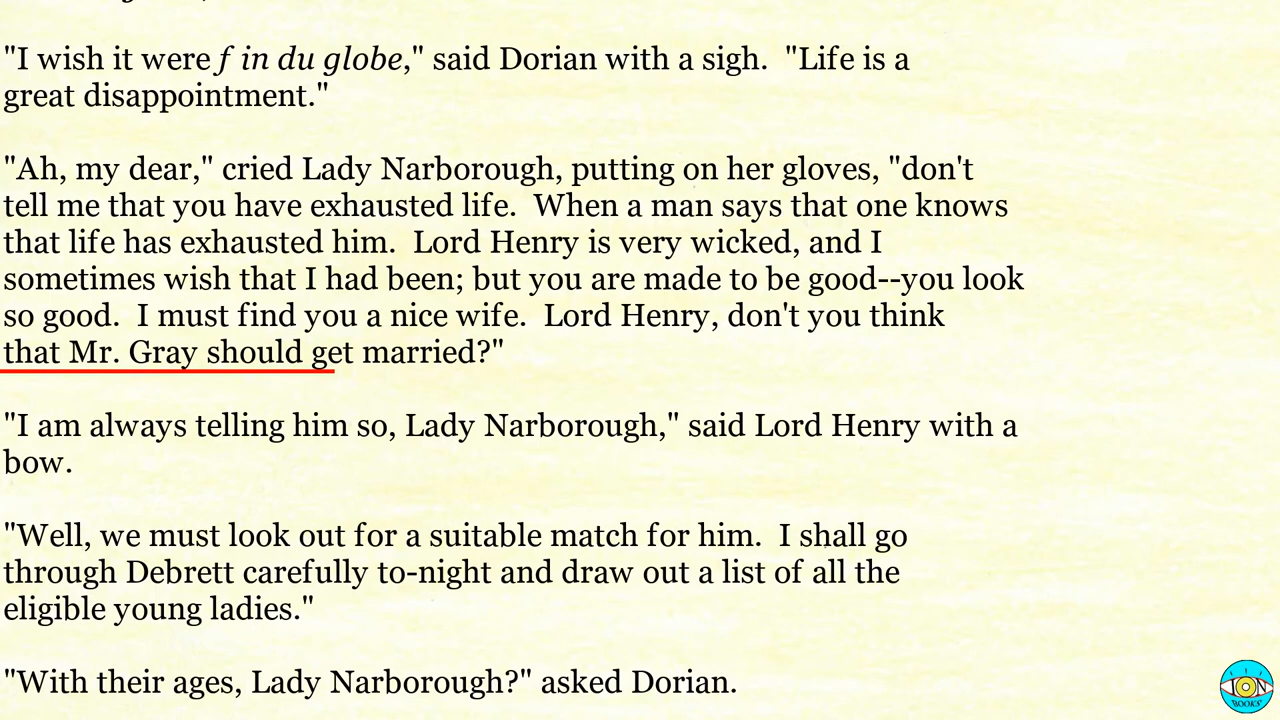 "I wish it were f in du globe," said Dorian with a sigh.  "Life is a
great disappointment."
"Ah, my dear," cried Lady Narborough, putting on her gloves, "don't
tell me that you have exhausted life.  When a man says that one knows
that life has exhausted him.  Lord Henry is very wicked, and I
sometimes wish that I had been; but you are made to be good--you look
so good.  I must find you a nice wife.  Lord Henry, don't you think
that Mr. Gray should get married?"
"I am always telling him so, Lady Narborough," said Lord Henry with a
bow.
"Well, we must look out for a suitable match for him.  I shall go
through Debrett carefully to-night and draw out a list of all the
eligible young ladies."
"With their ages, Lady Narborough?" asked Dorian.
ION
BOOKS